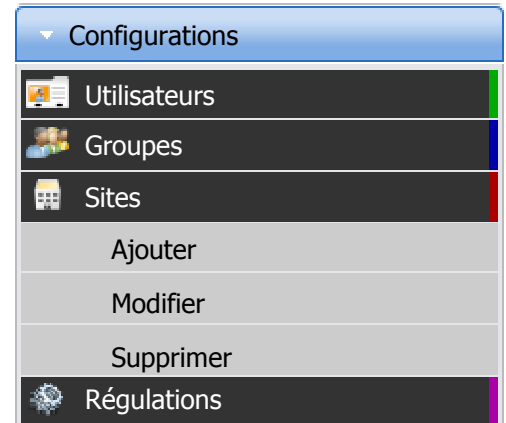 Configurations
Utilisateurs
Groupes
Sites
Ajouter
Modifier
Supprimer
Régulations